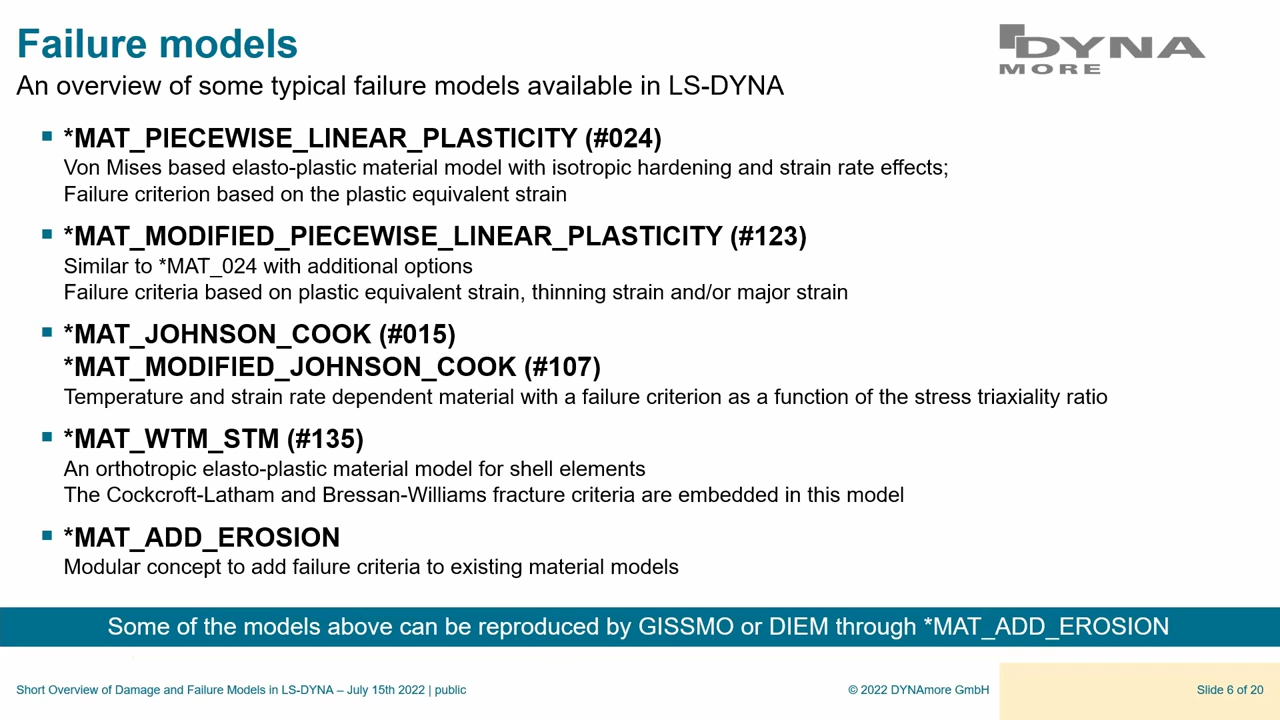 Failure models
DYNA
MORE
An overview of some typical failure models available in LS-DYNA
*MAT_PIECEWISE_LINEAR_PLASTICITY (#024)
Von Mises based elasto-plastic material model with isotropic hardening and strain rate effects;
Failure criterion based on the plastic equivalent strain
*MAT_MODIFIED_PIECEWISE_LINEAR_PLASTICITY (#123)
Similar to *MAT_024 with additional options
Failure criteria based on plastic equivalent strain, thinning strain and/or major strain
*MAT_JOHNSON_COOK (#015)
*MAT_MODIFIED_JOHNSON_COOK (#107)
Temperature and strain rate dependent material with a failure criterion as a function of the stress triaxiality ratio
*MAT_WTM_STM (#135)
An orthotropic elasto-plastic material model for shell elements
The Cockcroft-Latham and Bressan-Williams fracture criteria are embedded in this model
*MAT_ADD_EROSION
Modular concept to add failure criteria to existing material models
Some of the models above can be reproduced by GISSMO or DIEM through *MAT_ADD_EROSION
Short Overview of Damage and Failure Models in LS-DYNA – July 15th 2022 | public
© 2022 DYNAmore GmbH
Slide 6 of 20